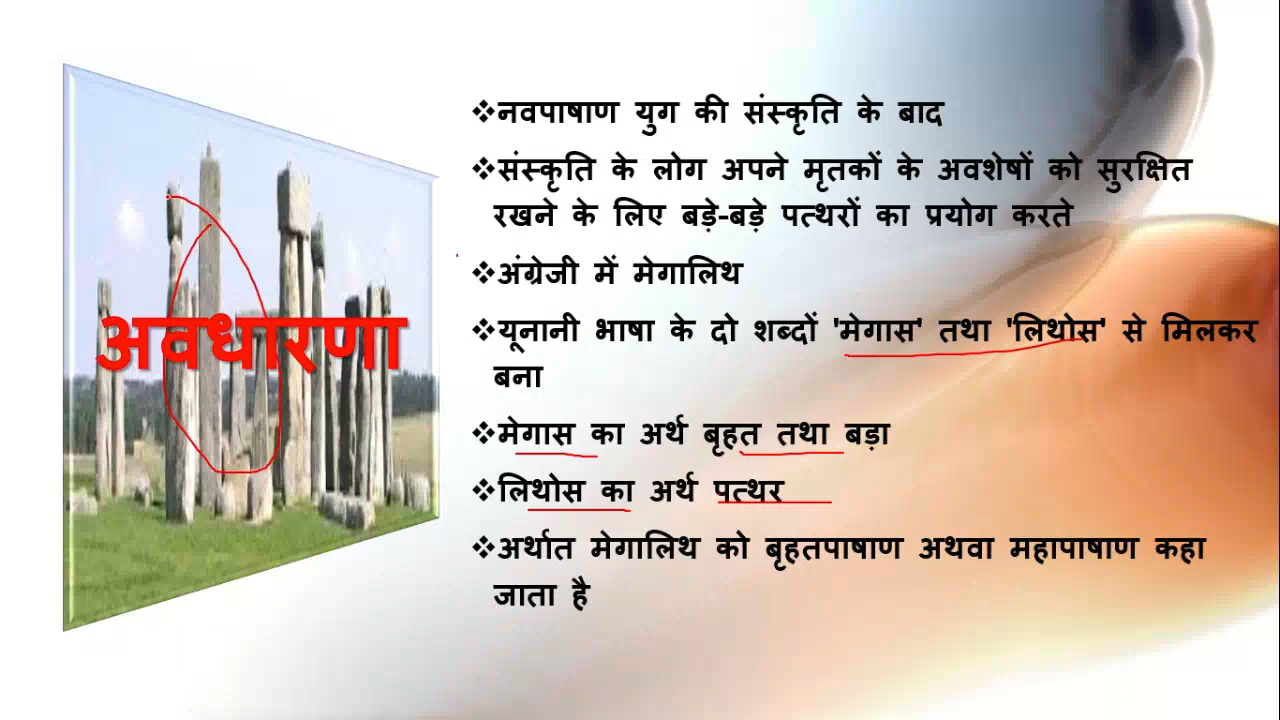 अवधारणा
❖नवपाषाण युग की संस्कृति के बाद
❖संस्कृति के लोग अपने मृतकों के अवशेषों को सुरक्षित
रखने के लिए बड़े-बड़े पत्थरों का प्रयोग करते
❖अंग्रेजी में मेगालिथ
❖यूनानी भाषा के दो शब्दों 'मेगास' तथा 'लिथोस' से मिलकर
बना
❖मेगास का अर्थ बृहत तथा बड़ा
❖लिथोस का अर्थ पत्थर
❖अर्थात मेगालिथ को बृहतपाषाण अथवा महापाषाण कहा
जाता है